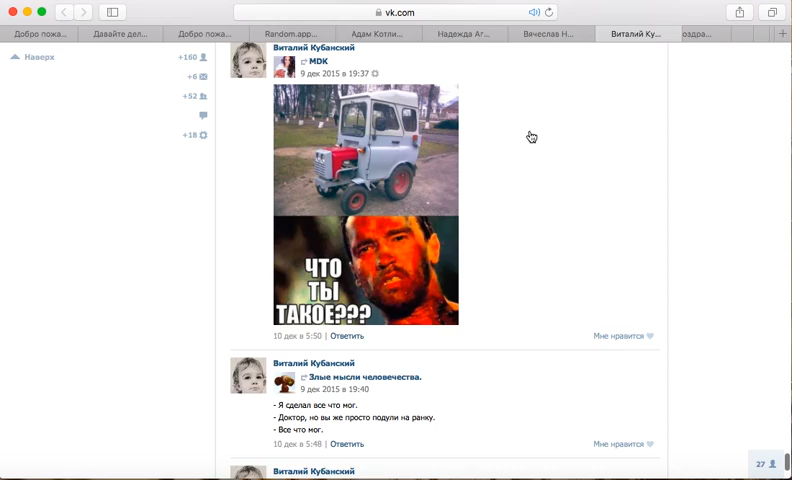 vk.com
Добро пожа...
Давайте дел...
Добро пожа...
Random.app...
Адам Котли...
Надежда Аг...
Вячеслав Н...
Виталий Ку...
оздра...
Наверх
+160
+6
+52
+18
Виталий Кубанский
MDK
9 дек 2015 в 19:37
ЧТО
ТЫ
ТАКОЕ???
10 дек в 5:50 | Ответить
Мне нравится
Виталий Кубанский
Злые мысли человечества.
9 дек 2015 в 19:40
- Я сделал все что мог.
- Доктор, но вы же просто подули на ранку.
- Все что мог.
10 дек в 5:48 | Ответить
Мне нравится
27
Виталий Кубанский